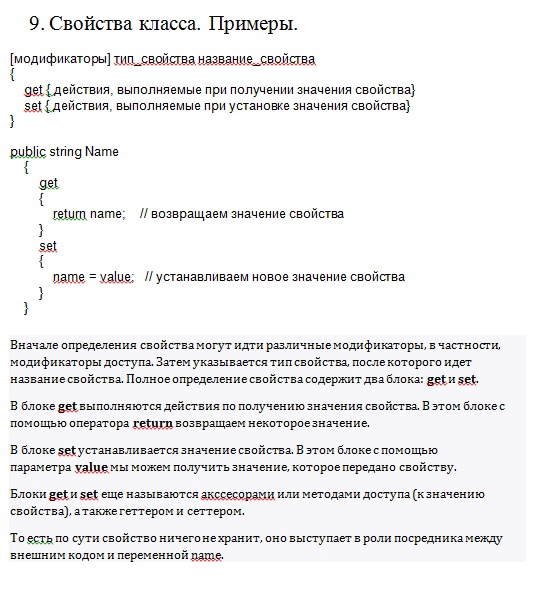 9. Свойства класса. Примеры.
[модификаторы] тип_свойства название_свойства
{
get { действия, выполняемые при получении значения свойства}
set { действия, выполняемые при установке значения свойства}
}
public string Name
{
get
{
return name; // возвращаем значение свойства
}
set
{
name = value; // устанавливаем новое значение свойства
}
}
Вначале определения свойства могут идти различные модификаторы, в частности,
модификаторы доступа. Затем указывается тип свойства, после которого идет
название свойства. Полное определение свойства содержит два блока: get и set.
В блоке get выполняются действия по получению значения свойства. В этом блоке с
помощью оператора return возвращаем некоторое значение.
В блоке set устанавливается значение свойства. В этом блоке с помощью
параметра value мы можем получить значение, которое передано свойству.
Блоки get и set еще называются акссесорами или методами доступа (к значению
свойства), а также геттером и сеттером.
То есть по сути свойство ничего не хранит, оно выступает в роли посредника между
внешним кодом и переменной name.